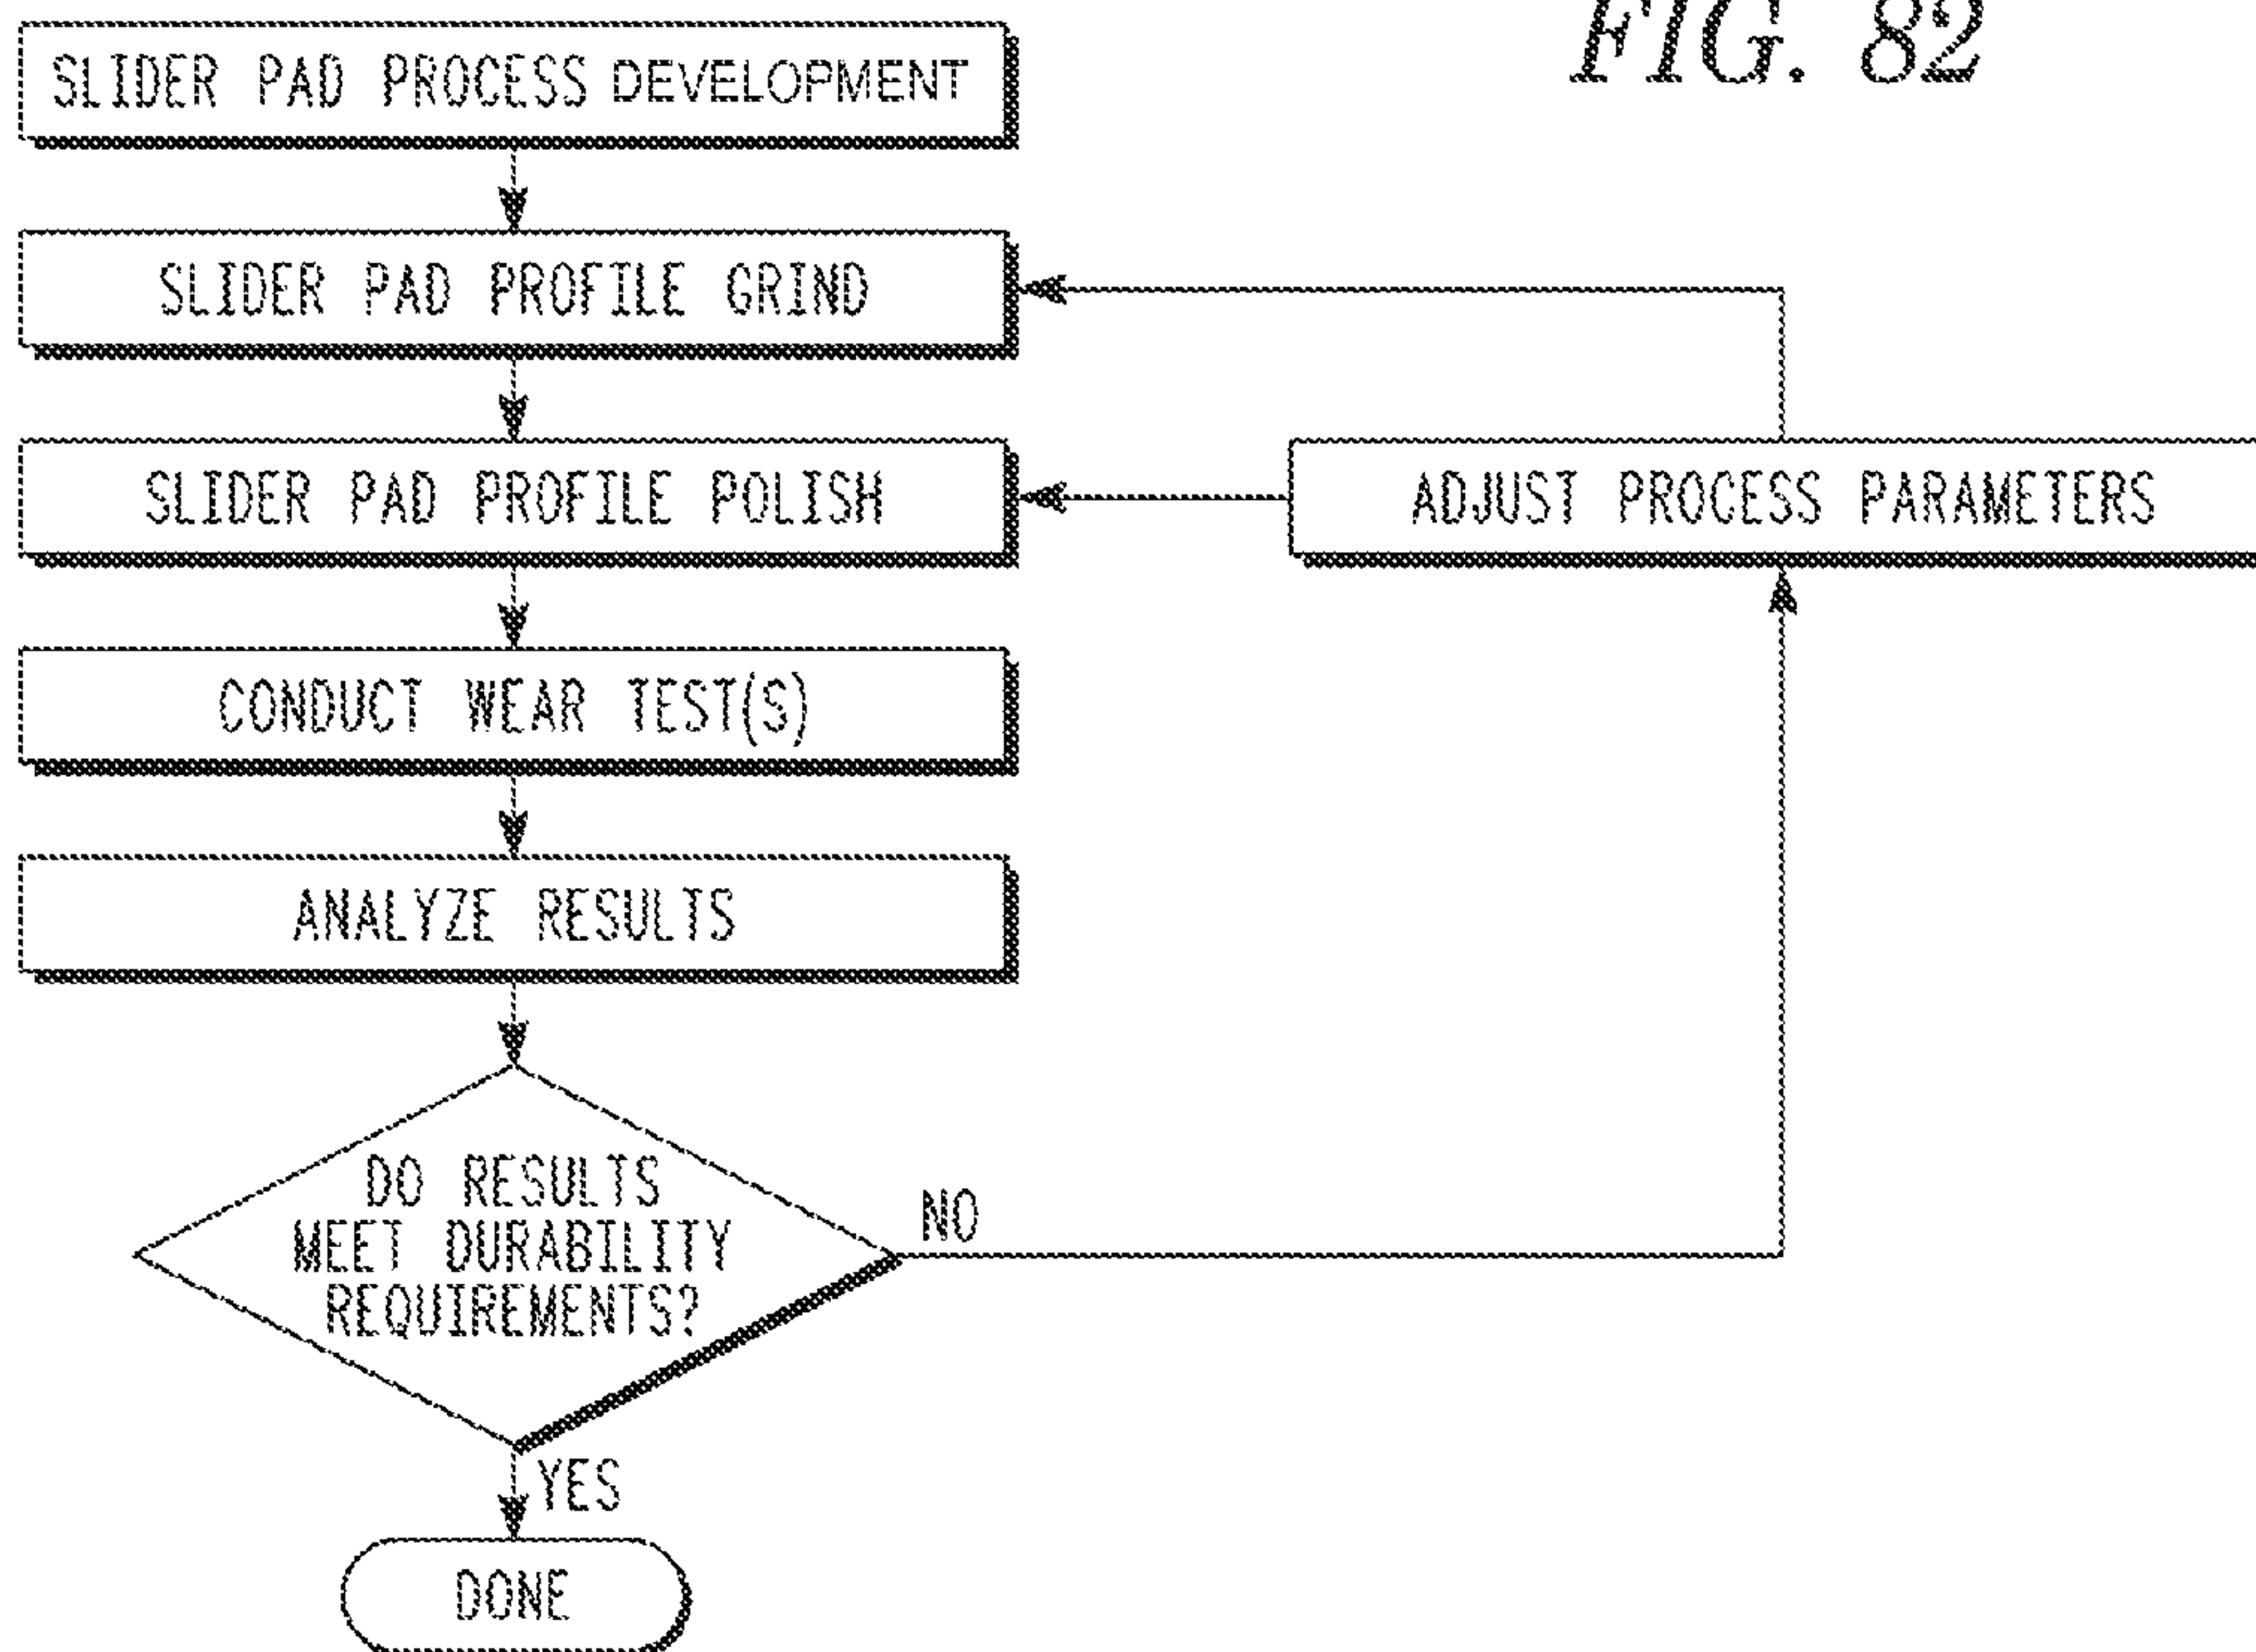 FIG. 82
SLIDER PAD PROCESS DEVELOPMENT
SLIDER PAD PROFILE GRIND
SLIDER PAD PROFILE POLISH
ADJUST PROCESS PARAMETERS
CONDUCT WEAR TEST(S)
ANALYZE RESULTS
DO RESULTS
MEET DURABILITY
REQUIREMENTS?
NO
YES
DONE